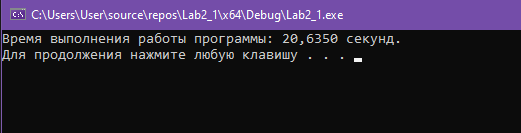 C:\Users\User\source\repos\Lab2_1\x64\Debug\Lab2_1.exe
Время выполнения работы программы: 20,6350 секунд.
Для продолжения нажмите любую клавишу . . .